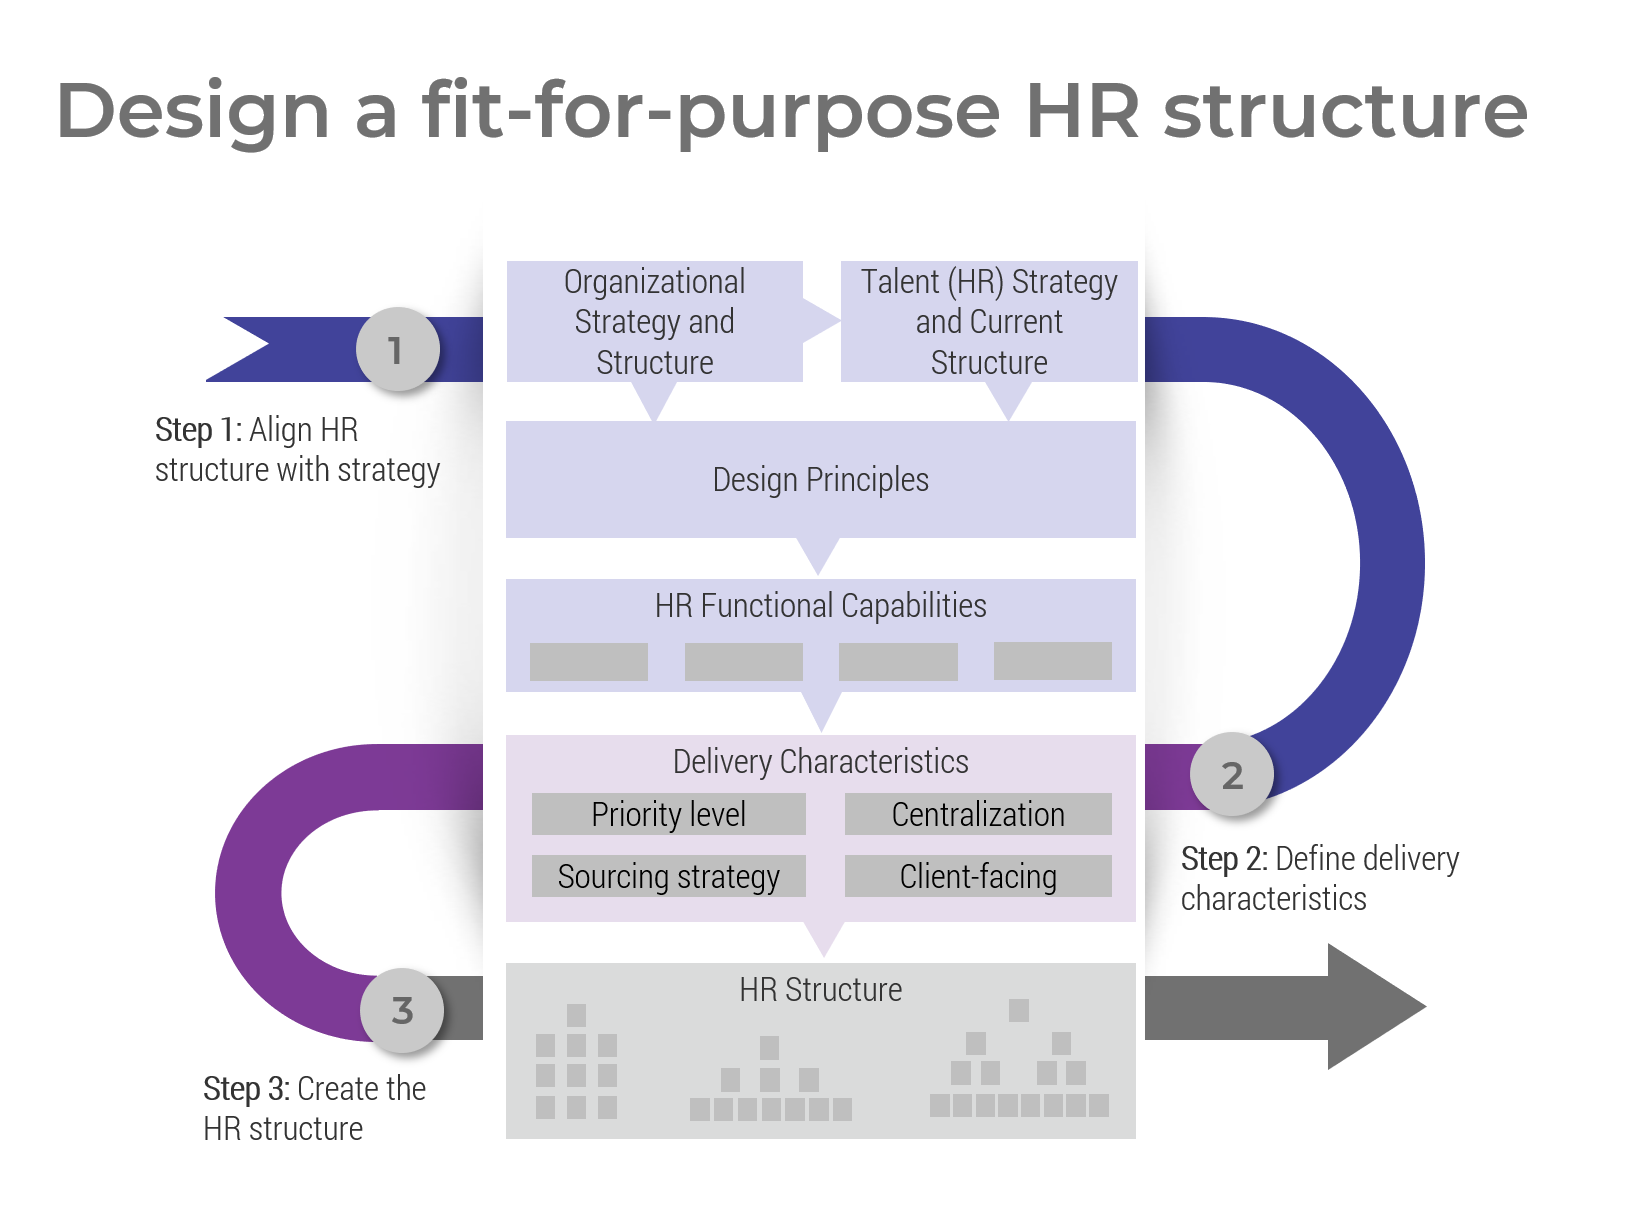 Design a fit-for-purpose HR structure
Organizational
Strategy and
Structure
Talent (HR) Strategy
and Current
Structure
1
Step 1: Align HR
structure with strategy
Design Principles
HR Functional Capabilities
Delivery Characteristics
Priority level
Centralization
Sourcing strategy
Client-facing
2
Step 2: Define delivery
characteristics
HR Structure
3
Step 3: Create the
HR structure